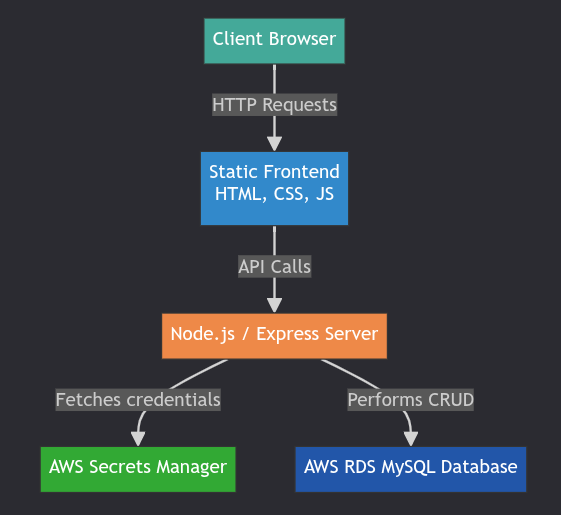 Client Browser
HTTP Requests
Static Frontend
HTML, CSS, JS
API Calls
Node.js / Express Server
Fetches credentials
Performs CRUD
AWS Secrets Manager
AWS RDS MySQL Database